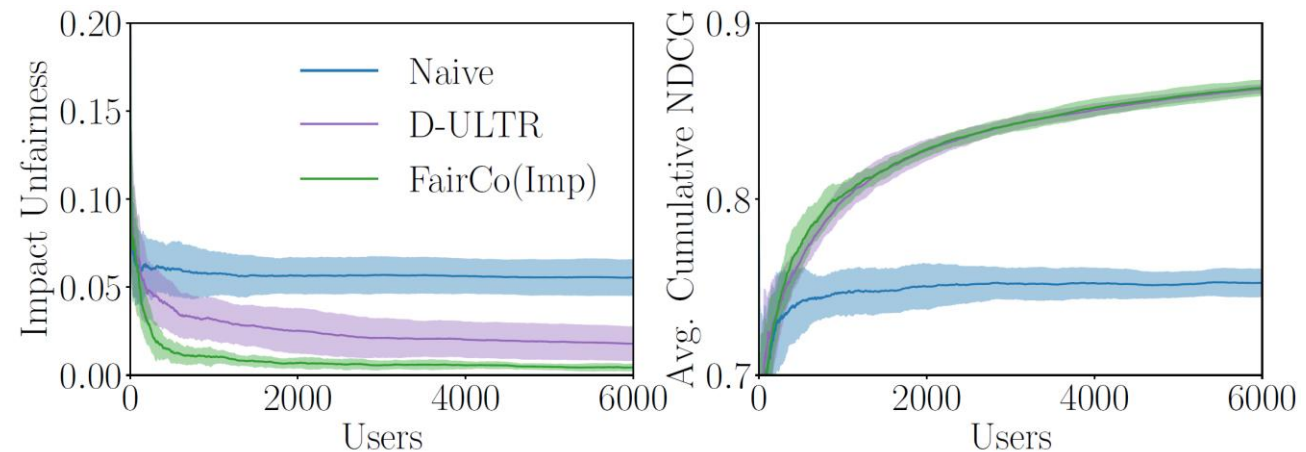 Impact Unfairness
0.20
0.15
0.10
0.05
0.00
Naive
D-ULTR
FairCo(Imp)
0
2000
4000
6000
Users
Avg. Cumulative NDCG
0.9
0.8
0.7
0
2000
4000
6000
Users